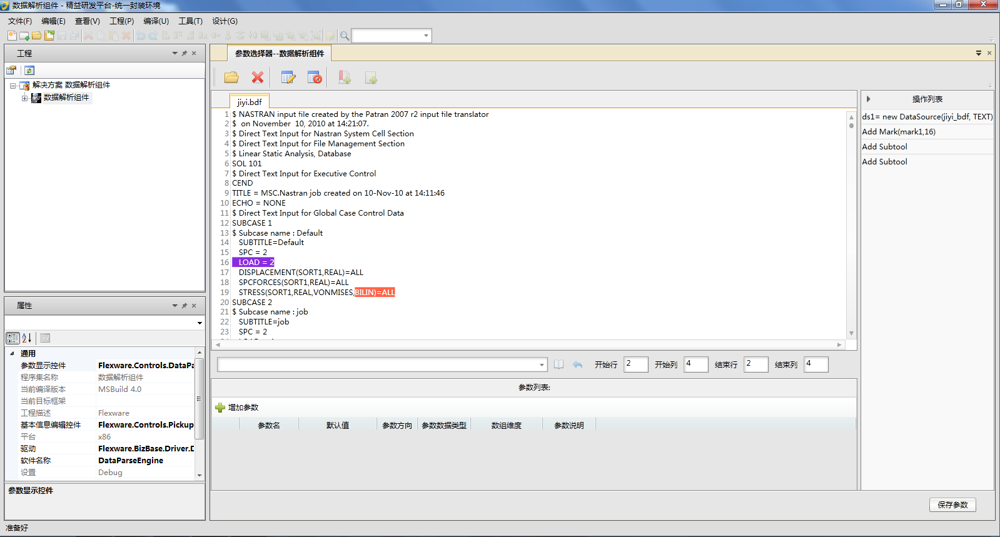 数据解析组件 - 精益研发平台-统一封装环境
文件(F) 编辑(E) 查看(V) 工程(P) 编译(U) 工具(T) 设计(G)
工程
解决方案 数据解析组件
数据解析组件
属性
通用
参数显示控件 Flexware.Controls.DataPa
程序集名称 数据解析组件
当前编译版本 MSBuild 4.0
当前目标框架
工程描述 Flexware
基本信息编辑控件 Flexware.Controls.Pickup
平台 x86
驱动 Flexware.BizBase.Driver.D
软件名称 DataParseEngine
设置 Debug
参数显示控件
参数选择器--数据解析组件
jiyi.bdf
1 $ NASTRAN input file created by the Patran 2007 r2 input file translator
2 $ on November 10, 2010 at 14:21:07.
3 $ Direct Text Input for Nastran System Cell Section
4 $ Direct Text Input for File Management Section
5 $ Linear Static Analysis, Database
6 SOL 101
7 $ Direct Text Input for Executive Control
8 CEND
9 TITLE = MSC.Nastran job created on 10-Nov-10 at 14:11:46
10 ECHO = NONE
11 $ Direct Text Input for Global Case Control Data
12 SUBCASE 1
13 $ Subcase name : Default
14 SUBTITLE=Default
15 SPC = 2
16 LOAD = 2
17 DISPLACEMENT(SORT1,REAL)=ALL
18 SPCFORCES(SORT1,REAL)=ALL
19 STRESS(SORT1,REAL,VONMISES,BILIN)=ALL
20 SUBCASE 2
21 $ Subcase name : job
22 SUBTITLE=job
23 SPC = 2
开始行 2 开始列 4 结束行 2 结束列 4
参数列表:
增加参数
参数名 默认值 参数方向 参数数据类型 数组维度 参数说明
操作列表
ds1= new DataSource(jiyi_bdf, TEXT)
Add Mark(mark1,16)
Add Subtool
Add Subtool
保存参数
准备好